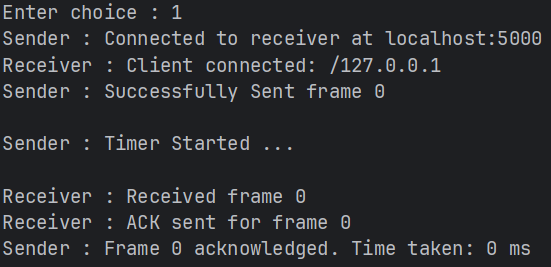 Enter choice : 1
Sender : Connected to receiver at localhost:5000
Receiver : Client connected: /127.0.0.1
Sender : Successfully Sent frame 0
Sender : Timer Started ...
Receiver : Received frame 0
Receiver : ACK sent for frame 0
Sender : Frame 0 acknowledged. Time taken: 0 ms